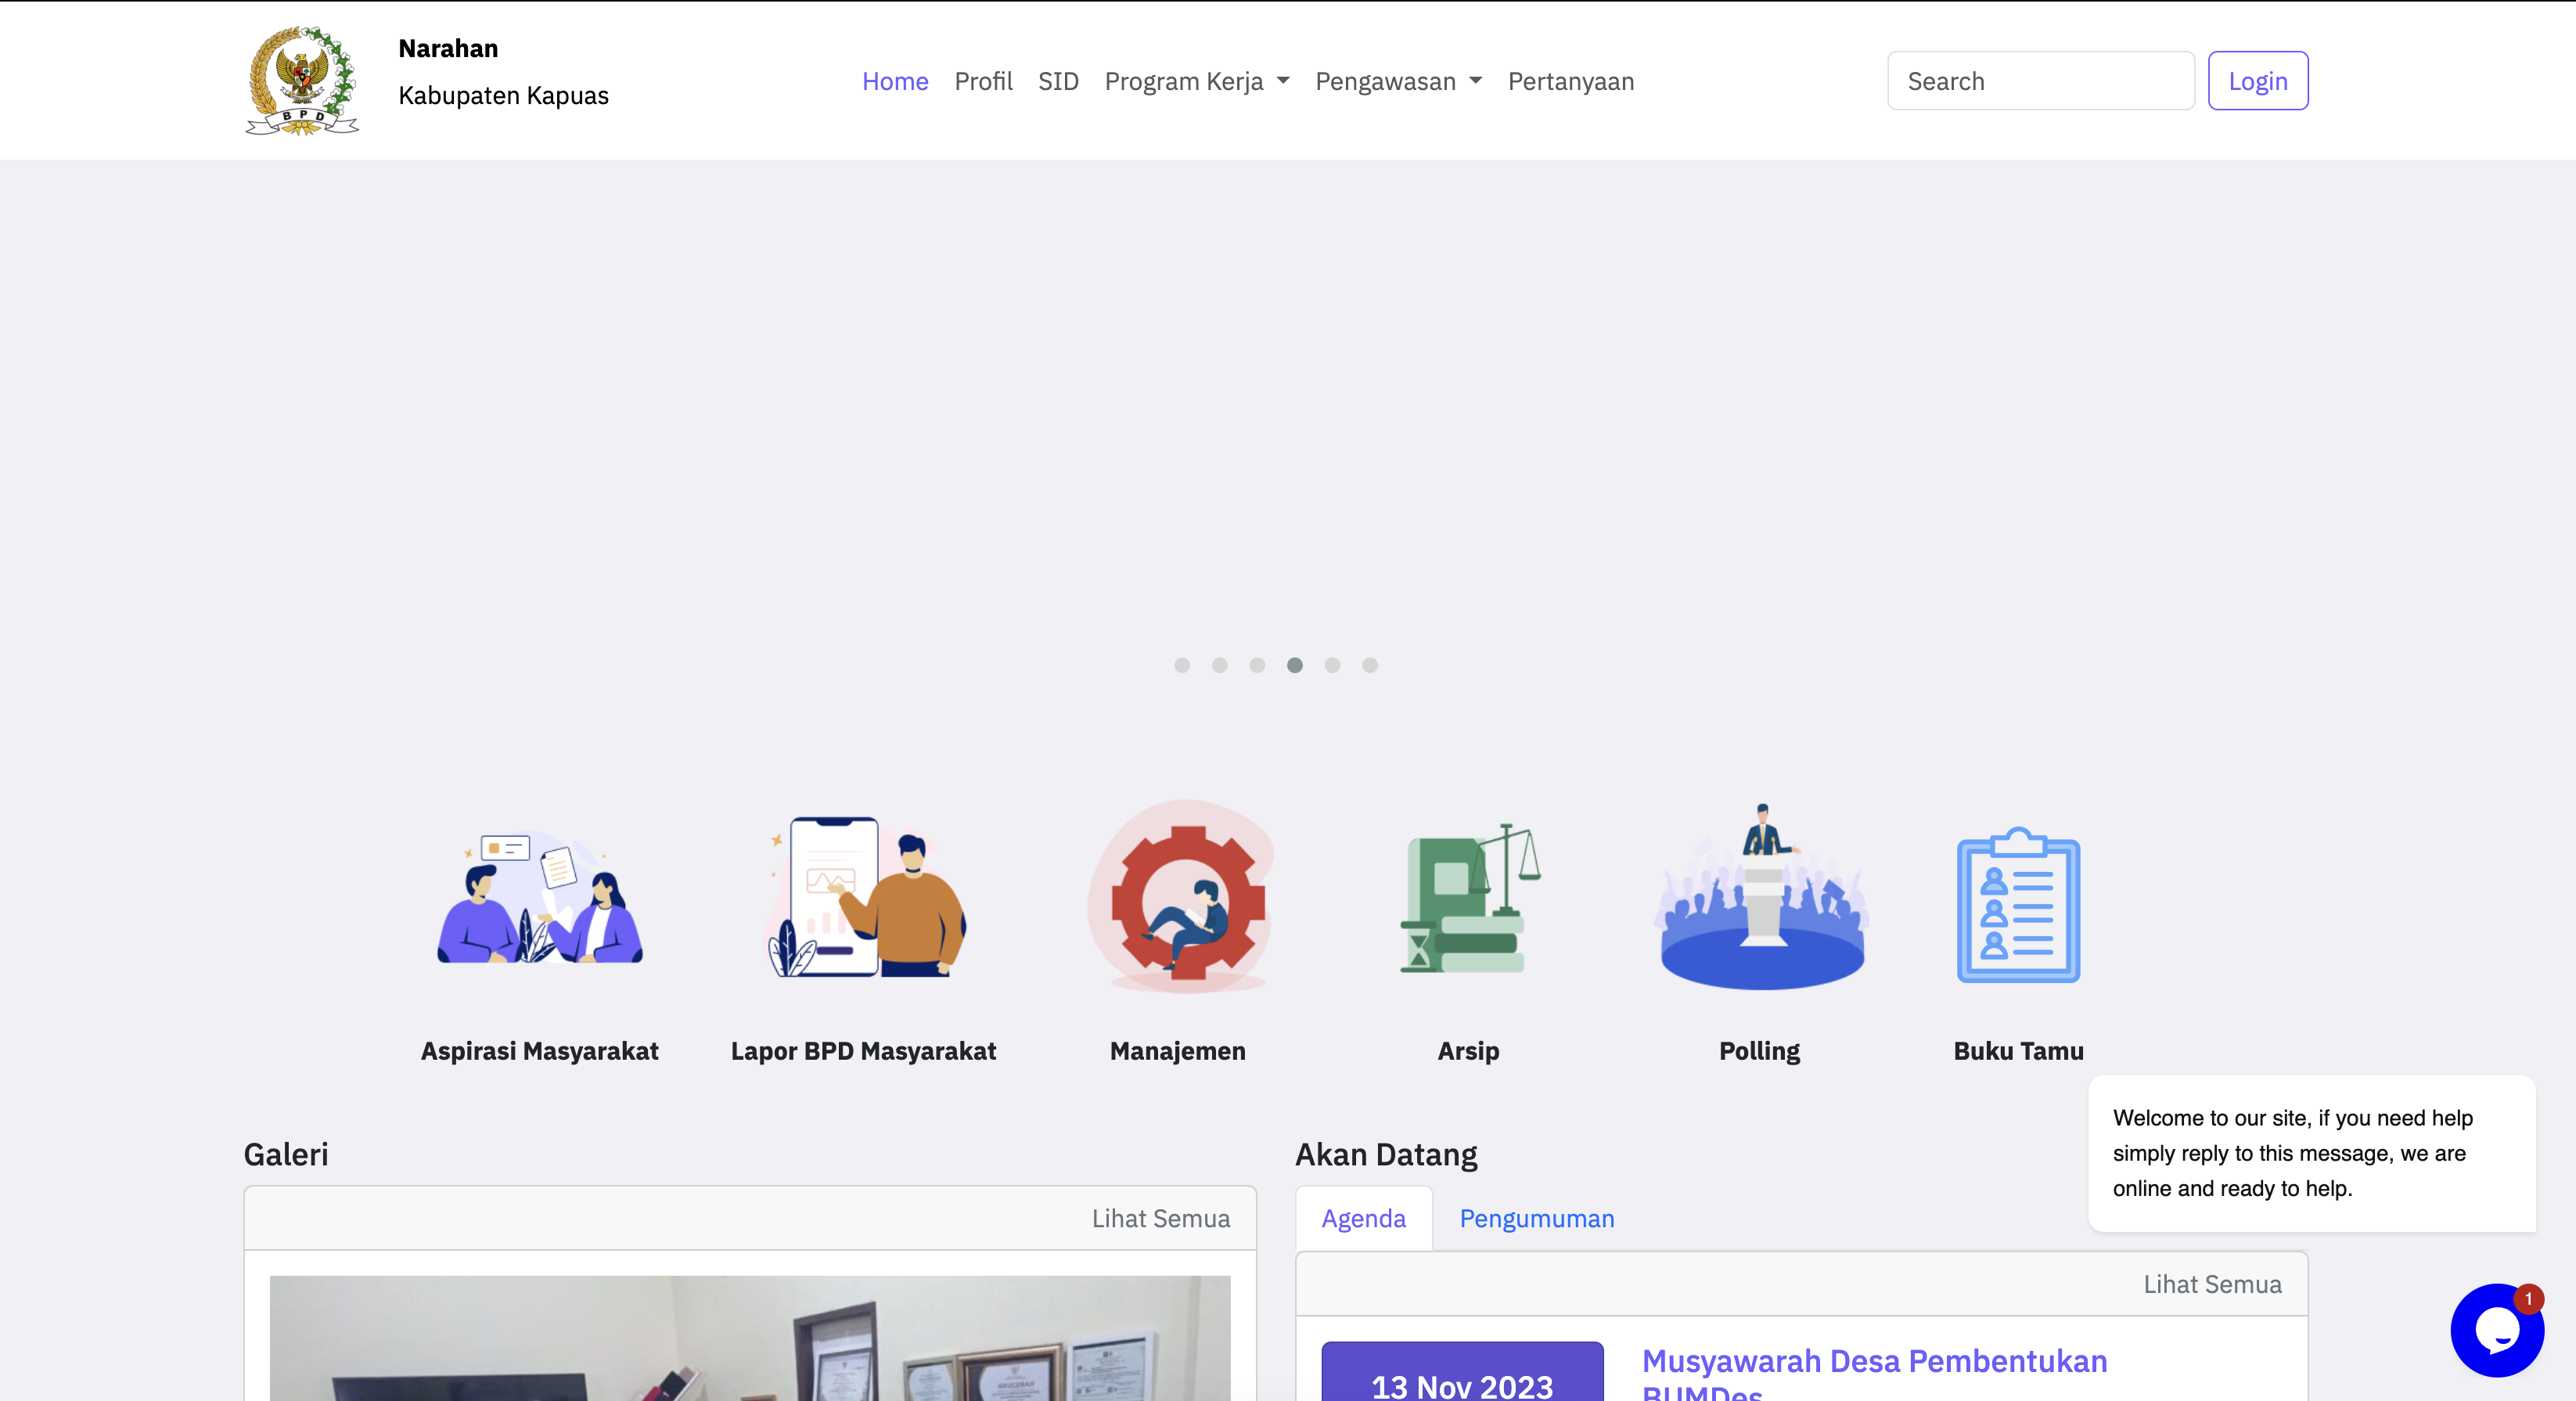 Narahan
Kabupaten Kapuas
BPD
Home Profil SID Program Kerja Pengawasan Pertanyaan
Search
Login
Aspirasi Masyarakat
Lapor BPD Masyarakat
Manajemen
Arsip
Polling
Buku Tamu
Galeri
Lihat Semua
Akan Datang
Agenda
Pengumuman
Lihat Semua
13 Nov 2023
Musyawarah Desa Pembentukan
BUMDes
Welcome to our site, if you need help
simply reply to this message, we are
online and ready to help.
1